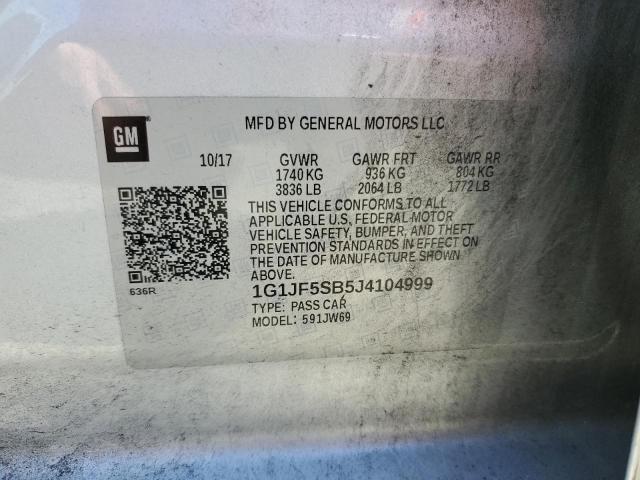 GM
MFD BY GENERAL MOTORS LLC
10/17 GVWR GAWR FRT GAWR RR
1740 KG 936 KG 804 KG
3836 LB 2064 LB 1772 LB
THIS VEHICLE CONFORMS TO ALL
APPLICABLE U.S. FEDERAL MOTOR
VEHICLE SAFETY, BUMPER, AND THEFT
PREVENTION STANDARDS IN EFFECT ON
THE DATE OF MANUFACTURE SHOWN
ABOVE.
636R
1G1JF5SB5J4104999
TYPE: PASS CAR
MODEL: 591JW69